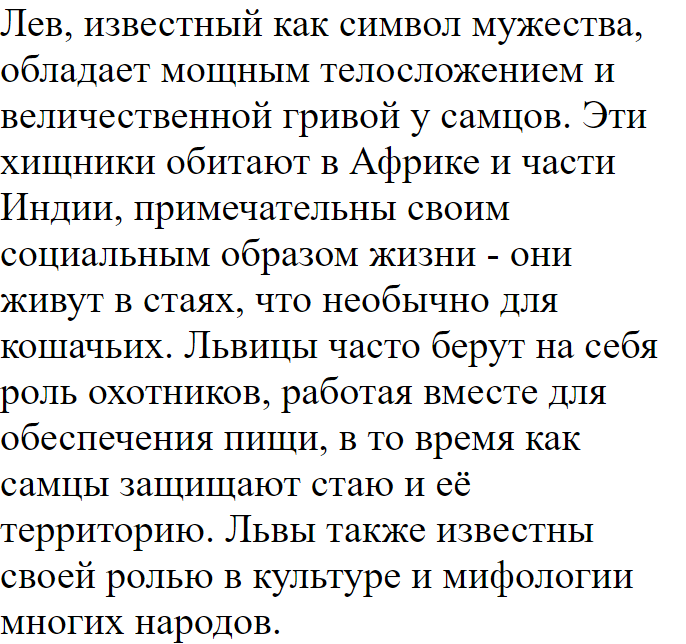 Лев, известный как символ мужества,
обладает мощным телосложением и
величественной гривой у самцов. Эти
хищники обитают в Африке и части
Индии, примечательны своим
социальным образом жизни - они
живут в стаях, что необычно для
кошачьих. Львицы часто берут на себя
роль охотников, работая вместе для
обеспечения пищи, в то время как
самцы защищают стаю и её
территорию. Львы также известны
своей ролью в культуре и мифологии
многих народов.